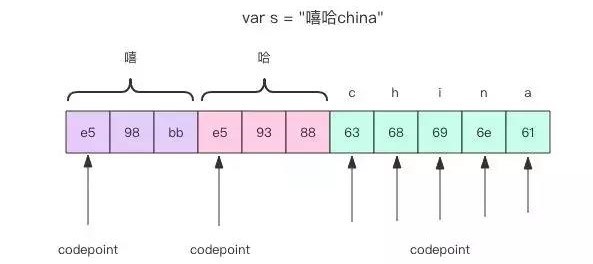 var s = "嘻哈china"
嘻 哈
c h i n a
e5 98 bb e5 93 88 63 68 69 6e 61
codepoint codepoint codepoint